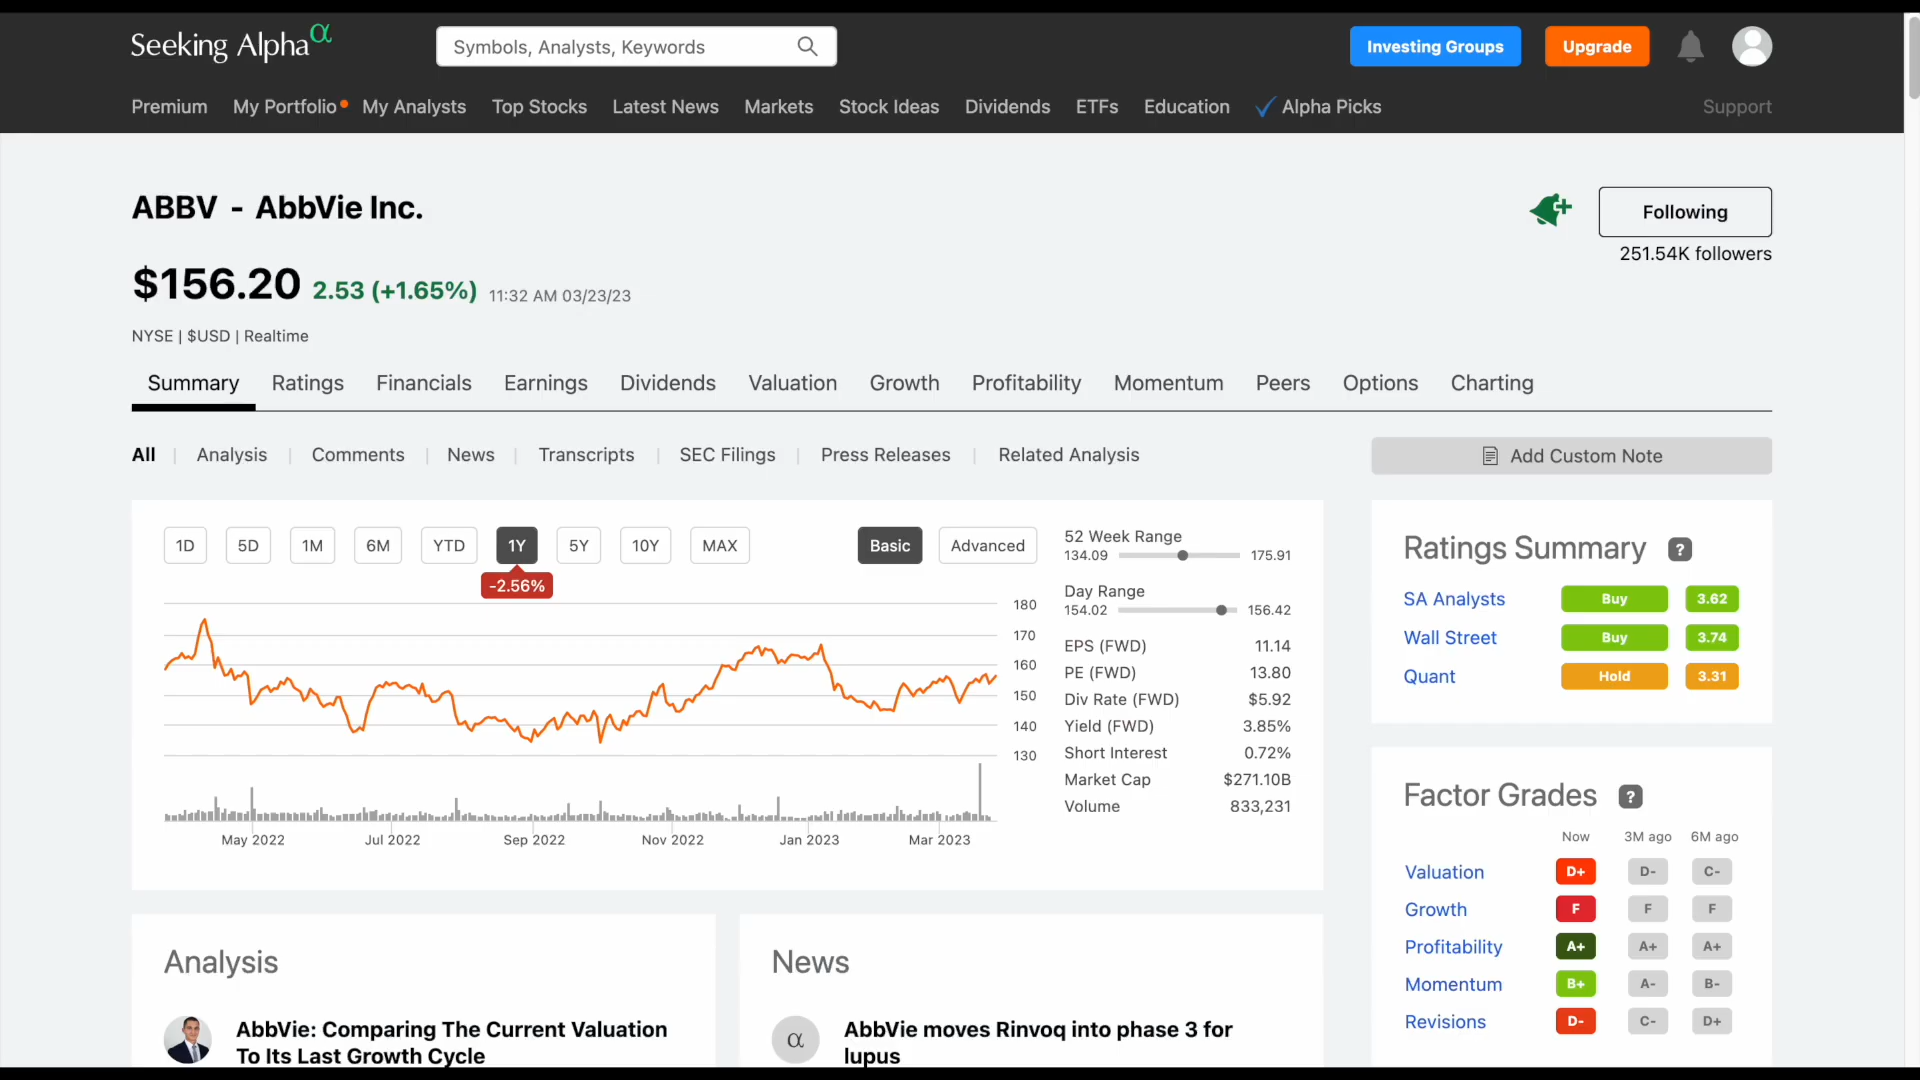 Seeking Alpha α
Symbols, Analysts, Keywords
Investing Groups
Upgrade
Premium My Portfolio My Analysts Top Stocks Latest News Markets Stock Ideas Dividends ETFs Education Alpha Picks Support
ABBV - AbbVie Inc.
Following
251.54K followers
$156.20 2.53 (+1.65%) 11:32 AM 03/23/23
NYSE | $USD | Realtime
Summary Ratings Financials Earnings Dividends Valuation Growth Profitability Momentum Peers Options Charting
All | Analysis | Comments | News | Transcripts | SEC Filings | Press Releases | Related Analysis
Add Custom Note
1D 5D 1M 6M YTD 1Y 5Y 10Y MAX Basic Advanced
-2.56%
180
170
160
150
140
130
May 2022 Jul 2022 Sep 2022 Nov 2022 Jan 2023 Mar 2023
52 Week Range
134.09 175.91
Day Range
154.02 156.42
EPS (FWD) 11.14
PE (FWD) 13.80
Div Rate (FWD) $5.92
Yield (FWD) 3.85%
Short Interest 0.72%
Market Cap $271.10B
Volume 833,231
Ratings Summary ?
SA Analysts Buy 3.62
Wall Street Buy 3.74
Quant Hold 3.31
Factor Grades ?
Now 3M ago 6M ago
Valuation D+ D- C-
Growth F F F
Profitability A+ A+ A+
Momentum B+ A- B-
Revisions D- C- D+
Analysis
AbbVie: Comparing The Current Valuation
To Its Last Growth Cycle
News
α
AbbVie moves Rinvoq into phase 3 for
lupus